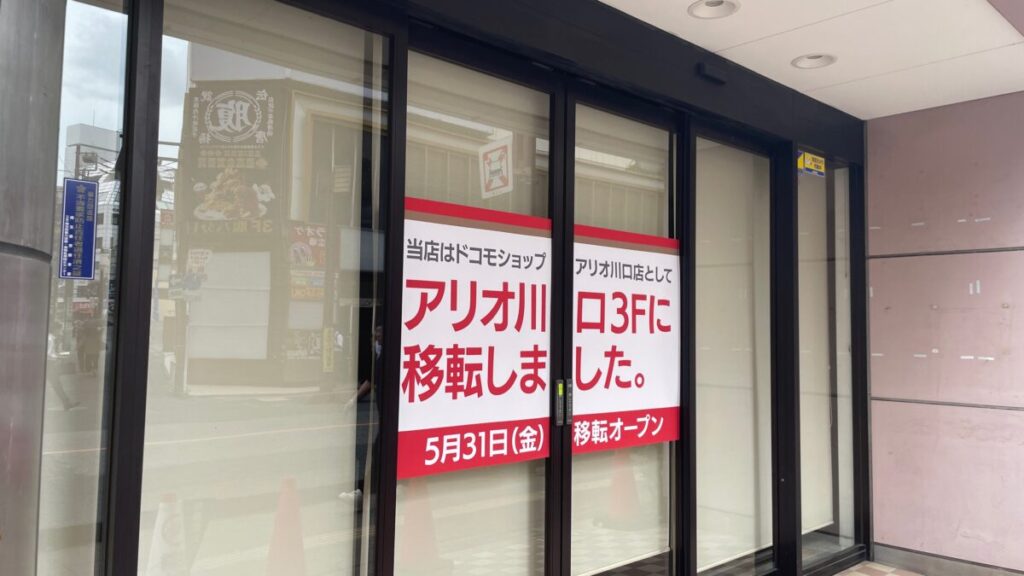 当店はドコモショップ アリオ川口店として
アリオ川口3Fに
移転しました。
5月31日(金) 移転オープン